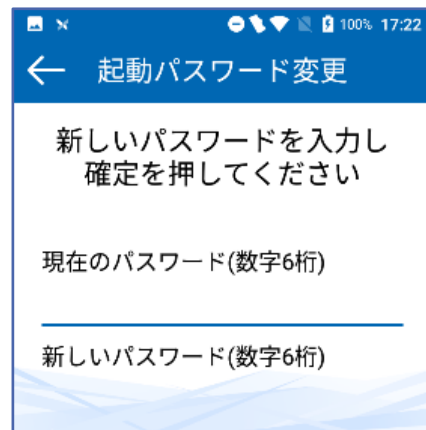 100% 17:22
起動パスワード変更
新しいパスワードを入力し
確定を押してください
現在のパスワード(数字6桁)
新しいパスワード(数字6桁)